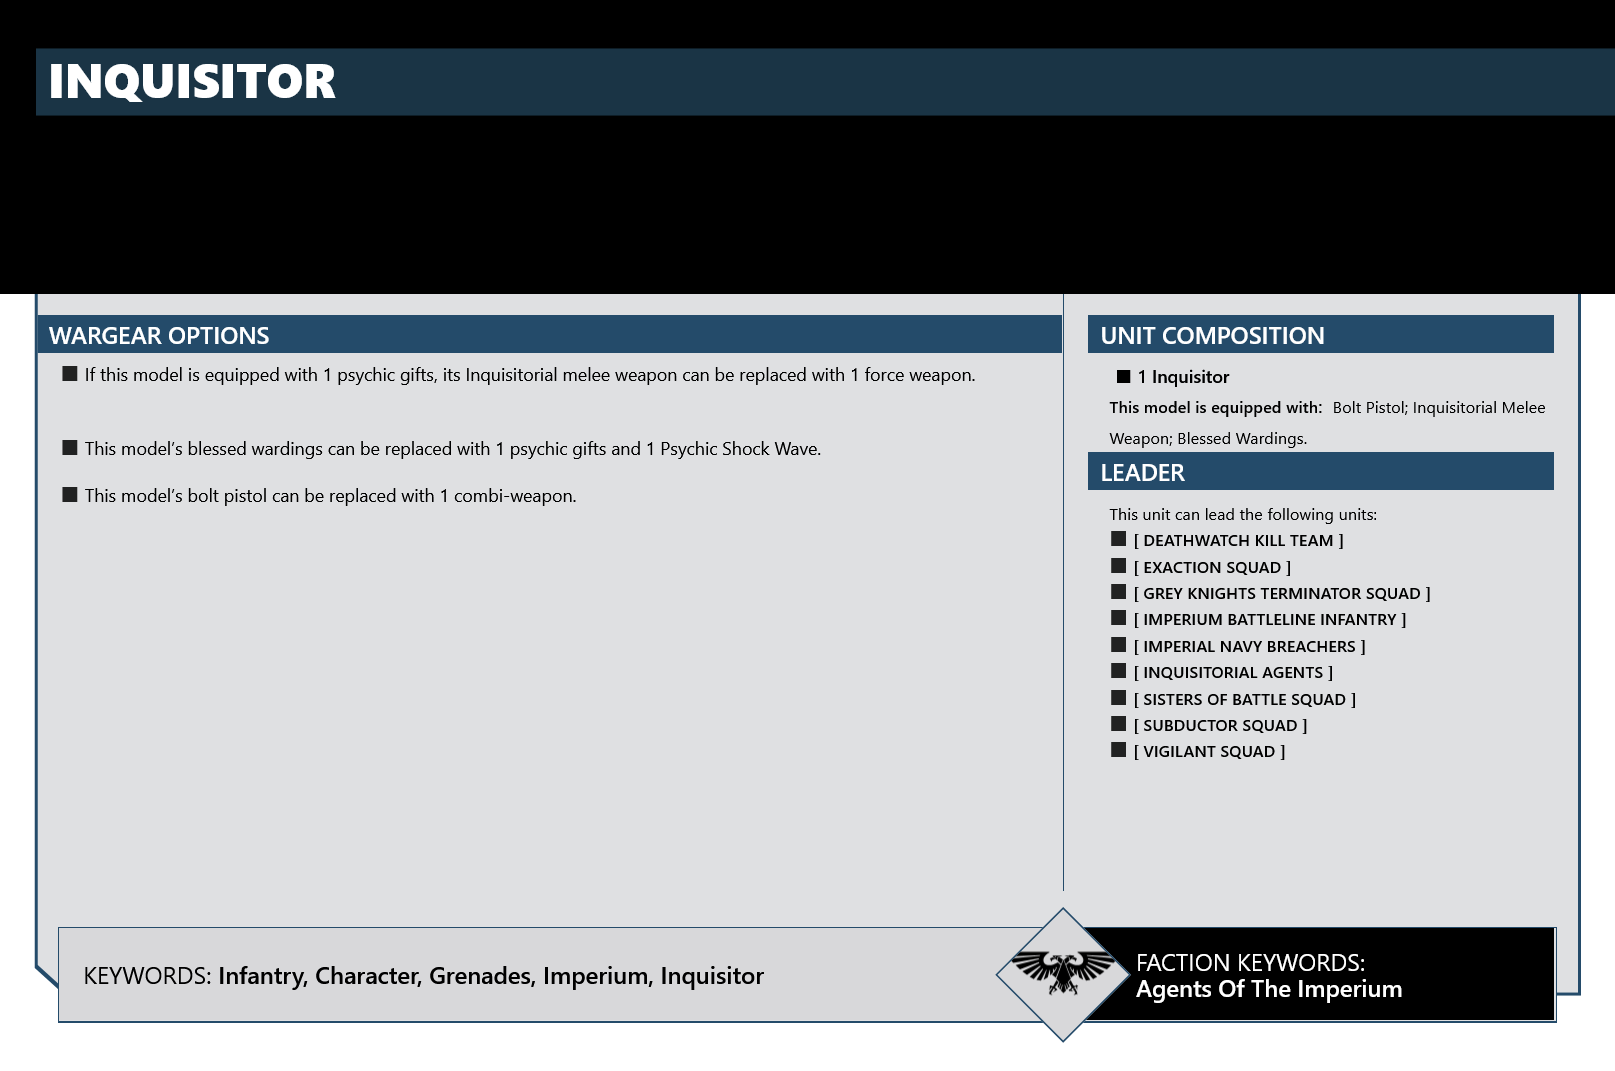 INQUISITOR
WARGEAR OPTIONS
■ If this model is equipped with 1 psychic gifts, its Inquisitorial melee weapon can be replaced with 1 force weapon.
■ This model’s blessed wardings can be replaced with 1 psychic gifts and 1 Psychic Shock Wave.
■ This model’s bolt pistol can be replaced with 1 combi-weapon.
UNIT COMPOSITION
■ 1 Inquisitor
This model is equipped with: Bolt Pistol; Inquisitorial Melee
Weapon; Blessed Wardings.
LEADER
This unit can lead the following units:
■ [ DEATHWATCH KILL TEAM ]
■ [ EXACTION SQUAD ]
■ [ GREY KNIGHTS TERMINATOR SQUAD ]
■ [ IMPERIUM BATTLELINE INFANTRY ]
■ [ IMPERIAL NAVY BREACHERS ]
■ [ INQUISITORIAL AGENTS ]
■ [ SISTERS OF BATTLE SQUAD ]
■ [ SUBDUCTOR SQUAD ]
■ [ VIGILANT SQUAD ]
KEYWORDS: Infantry, Character, Grenades, Imperium, Inquisitor
FACTION KEYWORDS:
Agents Of The Imperium